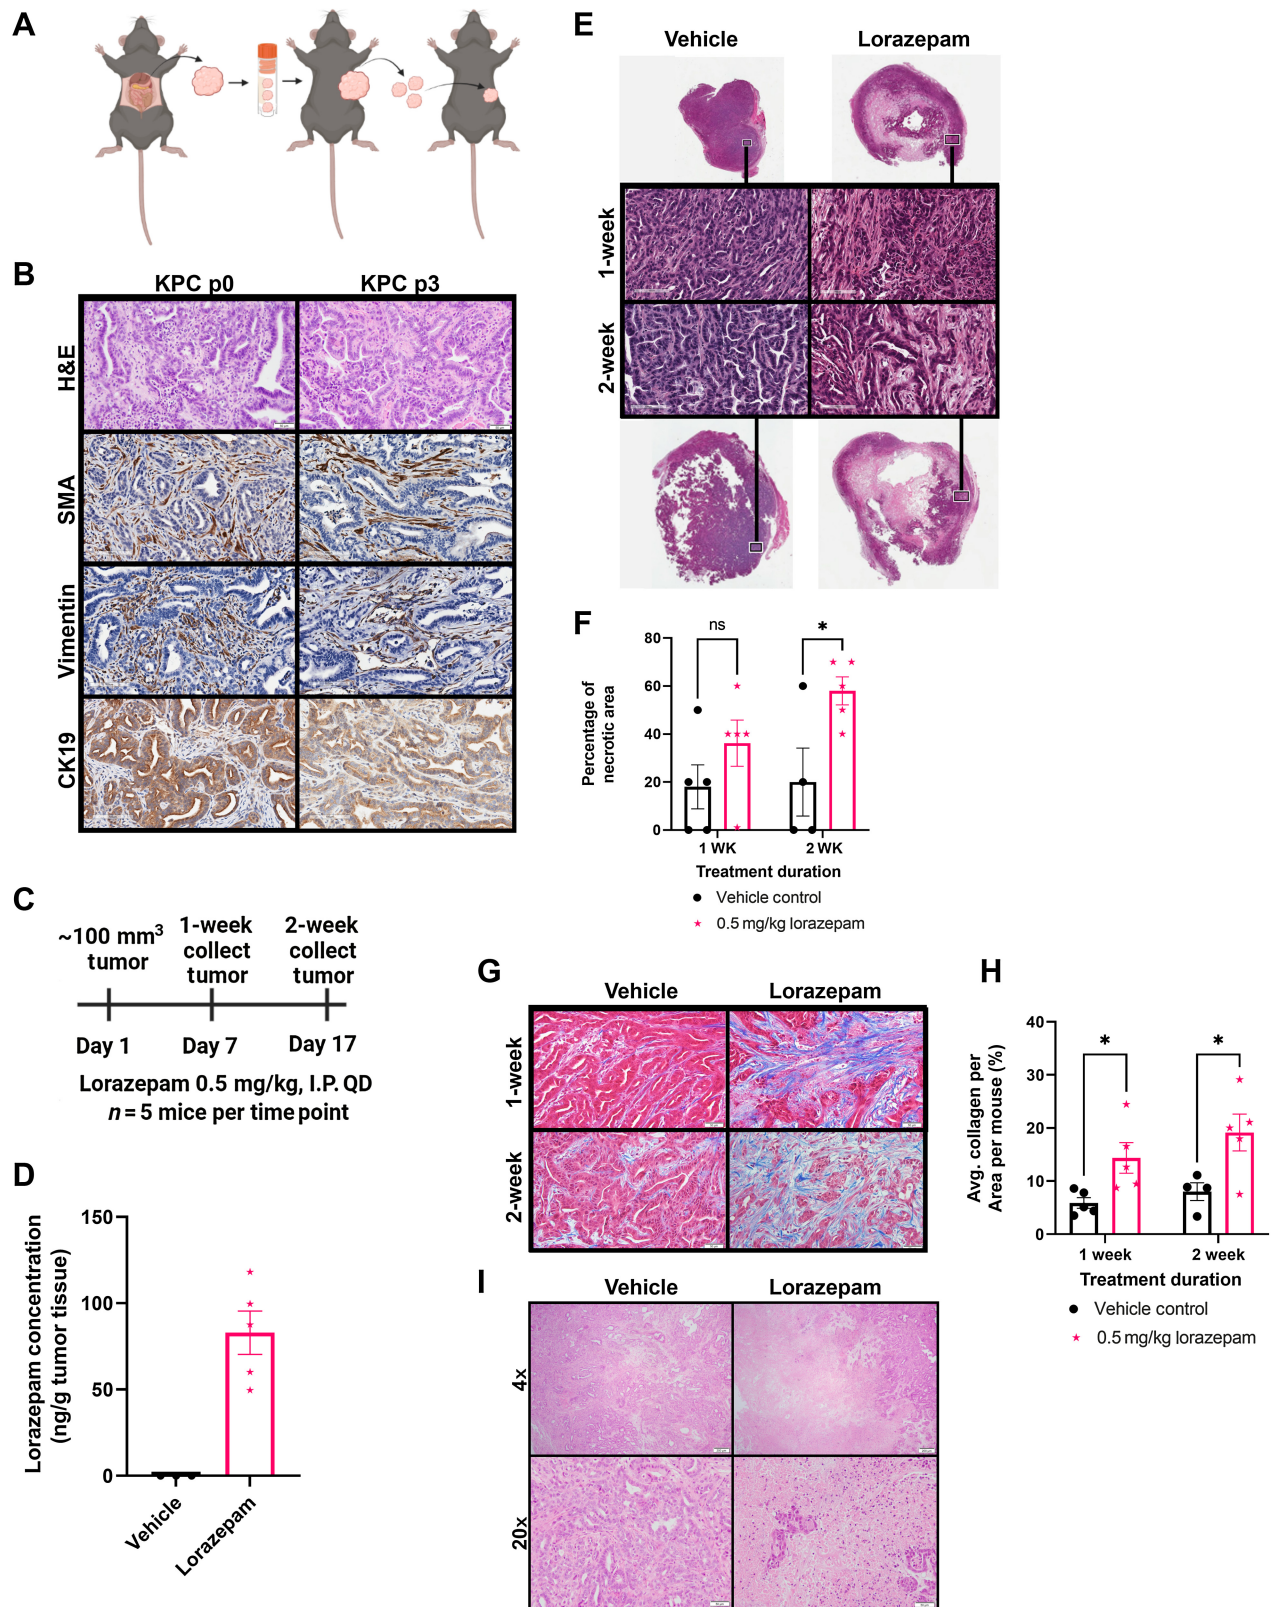 A
B
KPC p0
KPC p3
H&E
SMA
Vimentin
CK19
C
~100 mm³
tumor
1-week
collect
tumor
2-week
collect
tumor
Day 1
Day 7
Day 17
Lorazepam 0.5 mg/kg, I.P. QD
n = 5 mice per time point
D
Lorazepam concentration
(ng/g tumor tissue)
150
100
50
0
Vehicle
Lorazepam
E
Vehicle
Lorazepam
1-week
2-week
F
Percentage of
necrotic area
80
60
40
20
0
ns
*
1 WK
2 WK
Treatment duration
Vehicle control
0.5 mg/kg lorazepam
G
Vehicle
Lorazepam
1-week
2-week
H
Avg. collagen per
Area per mouse (%)
40
30
20
10
0
*
*
1 week
2 week
Treatment duration
Vehicle control
0.5 mg/kg lorazepam
I
Vehicle
Lorazepam
4×
20×